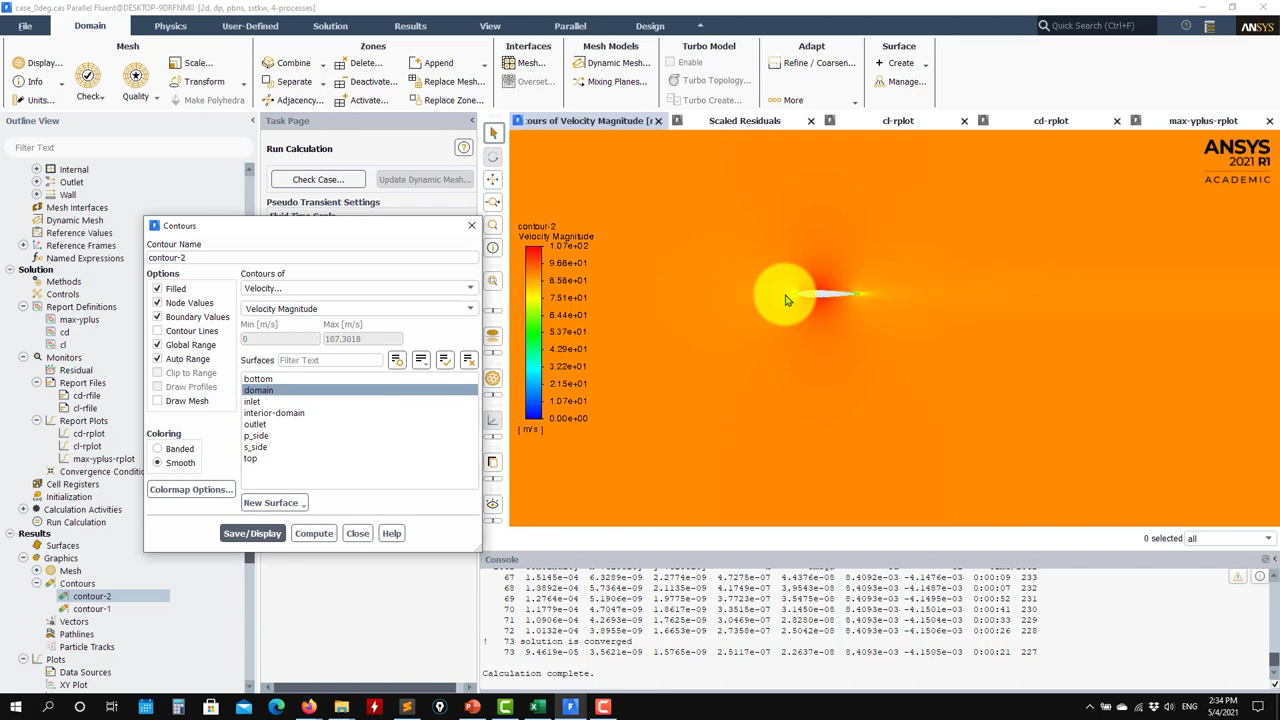 case_0deg.cas Parallel Fluent@DESKTOP-9DRFNM0 [2d, dp, pbns, sstkw, 4-processes]
File Domain Physics User-Defined Solution Results View Parallel Design
Quick Search (Ctrl+F)
ANSYS
Mesh Zones Interfaces Mesh Models Turbo Model Adapt Surface
Display... Scale... Combine Delete... Append Mesh... Dynamic Mesh... Enable Refine / Coarsen... Create
Info Check Quality Transform Separate Deactivate... Replace Mesh... Overset... Mixing Planes... Turbo Topology... Manage...
Units... Make Polyhedra Adjacency... Activate... Replace Zone... Turbo Create... More
Outline View
Filter Text
Internal
Outlet
Wall
Mesh Interfaces
Dynamic Mesh
Reference Values
Reference Frames
Named Expressions
Solution
Methods
Controls
Report Definitions
max-yplus
cd
cl
Monitors
Residual
Report Files
cd-rfile
cl-rfile
Report Plots
cd-rplot
cl-rplot
max-yplus-rplot
Convergence Condition
Cell Registers
Initialization
Calculation Activities
Run Calculation
Results
Surfaces
Graphics
Mesh
Contours
contour-2
contour-1
Vectors
Pathlines
Particle Tracks
Plots
Data Sources
XY Plot
Task Page
Run Calculation
Check Case... Update Dynamic Mesh...
Pseudo Transient Settings
Contours
Contour Name
contour-2
Options
Filled
Node Values
Boundary Values
Contour Lines
Global Range
Auto Range
Clip to Range
Draw Profiles
Draw Mesh
Coloring
Banded
Smooth
Colormap Options...
Contours of
Velocity...
Velocity Magnitude
Min [m/s] Max [m/s]
0 107.3018
Surfaces Filter Text
bottom
domain
inlet
interior-domain
outlet
p_side
s_side
top
New Surface
Save/Display Compute Close Help
tours of Velocity Magnitude [r Scaled Residuals cl-rplot cd-rplot max-yplus-rplot
ANSYS
2021 R1
ACADEMIC
contour-2
Velocity Magnitude
1.07e+02
9.66e+01
8.58e+01
7.51e+01
6.44e+01
5.37e+01
4.29e+01
3.22e+01
2.15e+01
1.07e+01
0.00e+00
[ m/s ]
0 selected all
Console
67 1.5145e-04 6.3289e-09 2.2774e-09 4.7275e-07 4.4376e-08 8.4092e-03 -4.1476e-03 0:00:09 233
68 1.3892e-04 5.7364e-09 2.1135e-09 4.1749e-07 3.9543e-08 8.4092e-03 -4.1487e-03 0:00:07 232
69 1.2784e-04 5.1906e-09 1.9775e-09 3.7523e-07 3.5475e-08 8.4092e-03 -4.1494e-03 0:00:52 231
70 1.1779e-04 4.7047e-09 1.8617e-09 3.3515e-07 3.1450e-08 8.4092e-03 -4.1500e-03 0:00:41 230
71 1.0906e-04 4.2693e-09 1.7625e-09 3.0469e-07 2.8280e-08 8.4093e-03 -4.1504e-03 0:00:33 229
72 1.0132e-04 3.8955e-09 1.6653e-09 2.7358e-07 2.5042e-08 8.4093e-03 -4.1505e-03 0:00:26 228
! 73 solution is converged
73 9.4619e-05 3.5621e-09 1.5765e-09 2.5117e-07 2.2637e-08 8.4093e-03 -4.1506e-03 0:00:21 227
Calculation complete.
ENG
2:34 PM
5/4/2021